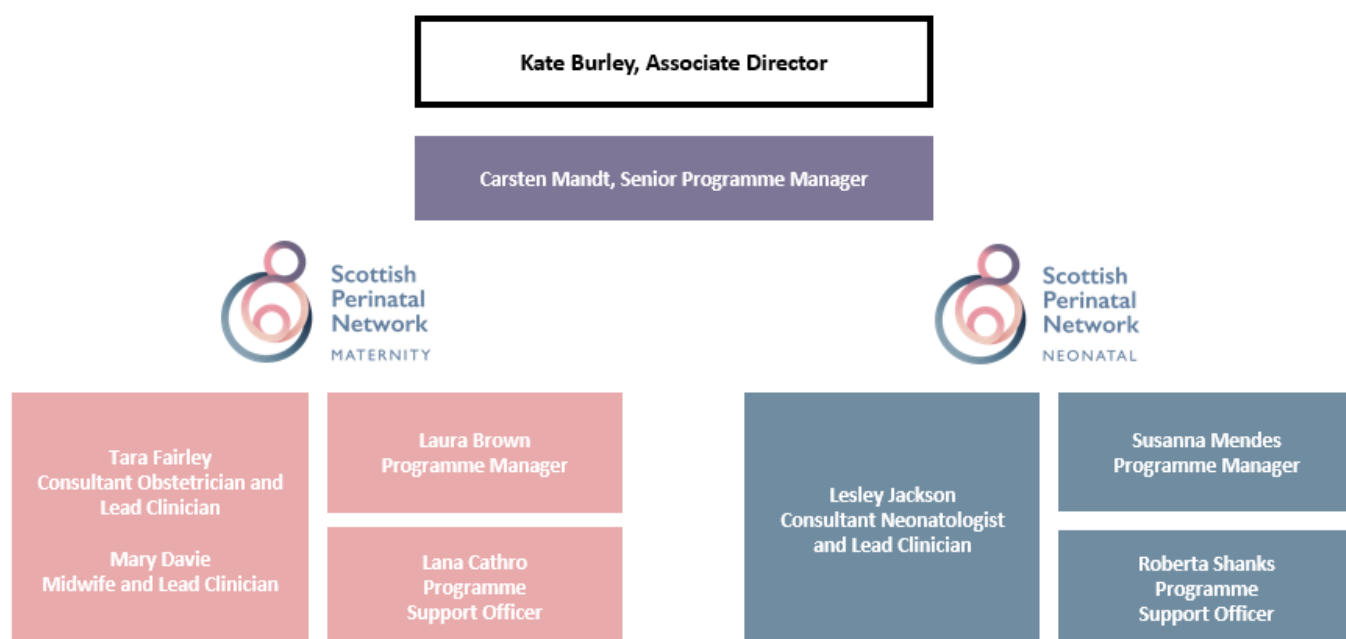 Kate Burley, Associate Director
Carsten Mandt, Senior Programme Manager
Scottish
Perinatal
Network
MATERNITY
Scottish
Perinatal
Network
NEONATAL
Tara Fairley
Consultant Obstetrician and
Lead Clinician
Mary Davie
Midwife and Lead Clinician
Laura Brown
Programme Manager
Lana Cathro
Programme
Support Officer
Lesley Jackson
Consultant Neonatologist
and Lead Clinician
Susanna Mendes
Programme Manager
Roberta Shanks
Programme
Support Officer